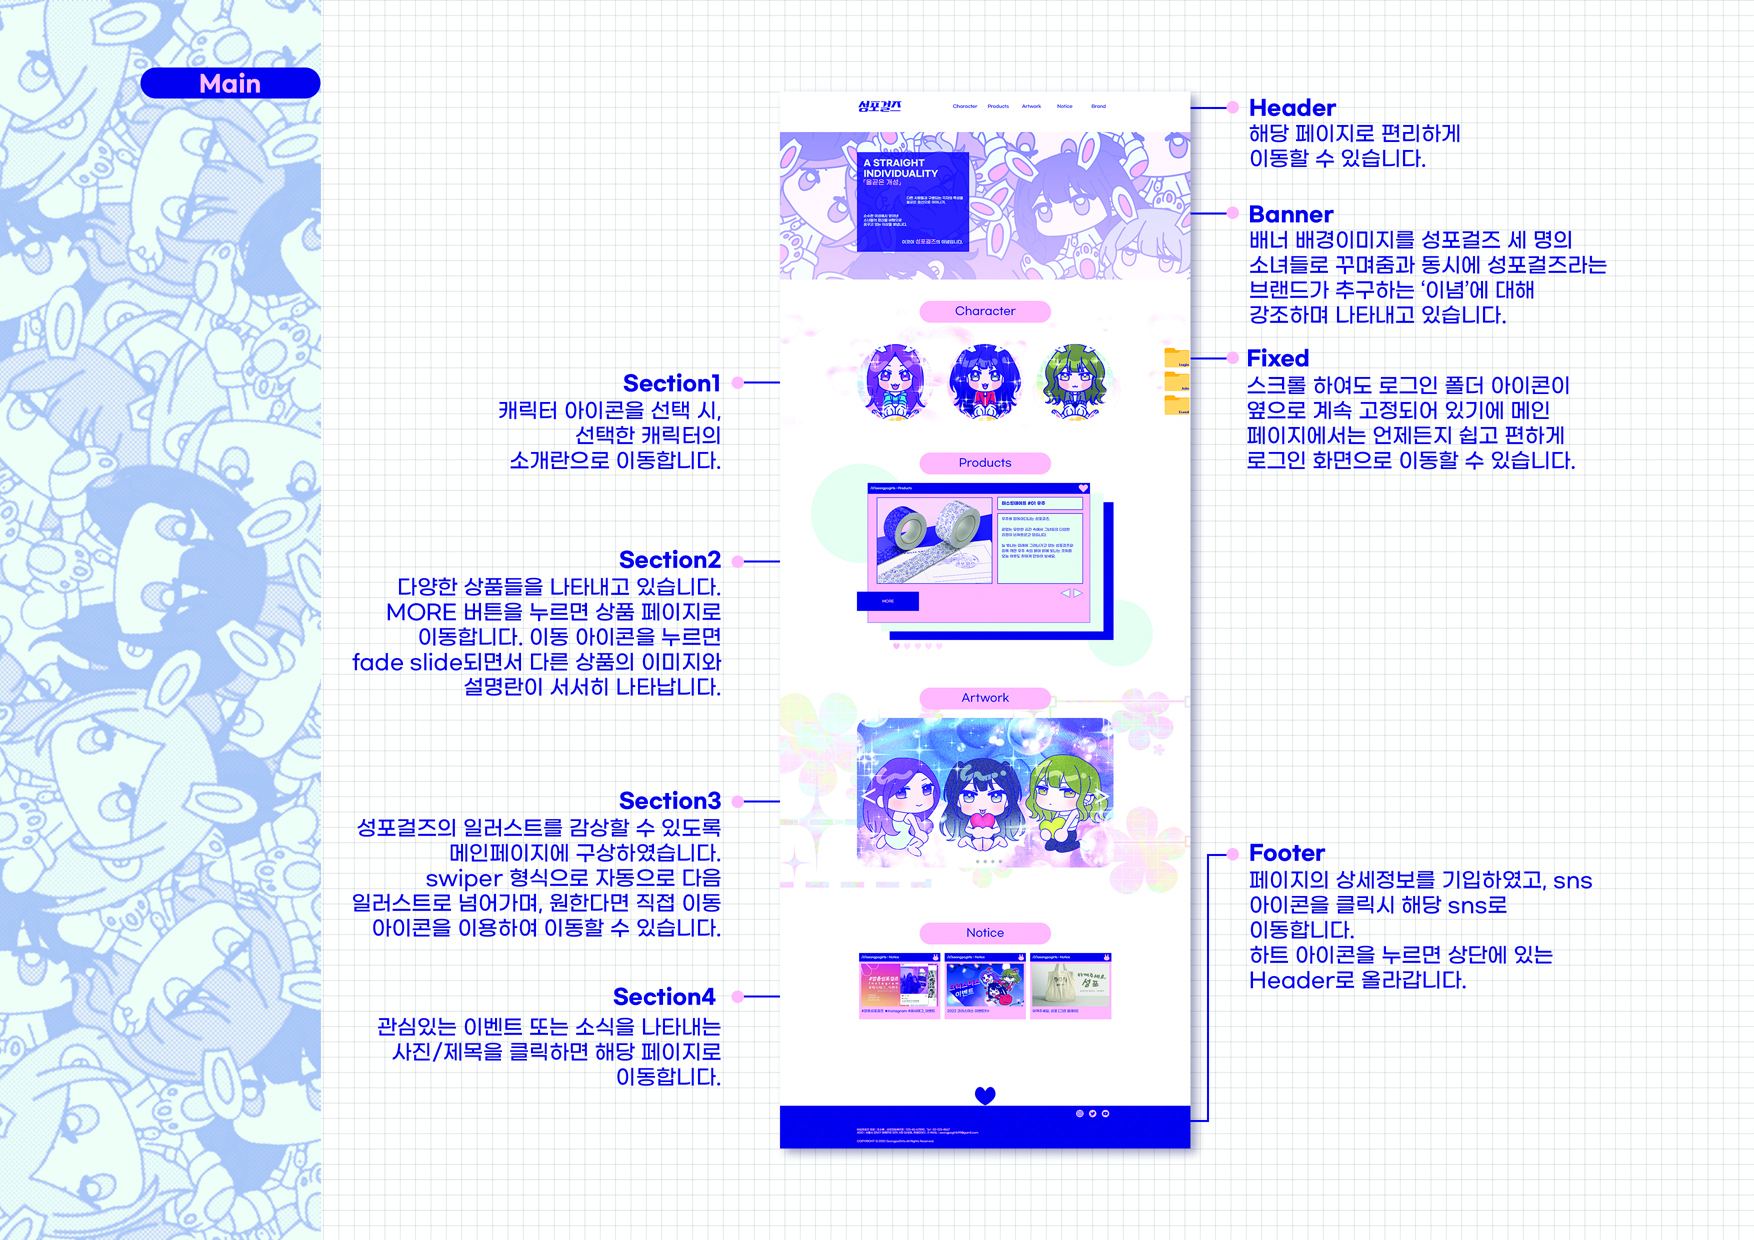 Main
성포걸즈
Character
Products
Artwork
Notice
Brand
A STRAIGHT
INDIVIDUALITY
「올곧은 개성」
이것이 성포걸즈의 이념입니다.
Character
Products
MORE
Artwork
Notice
Section1
캐릭터 아이콘을 선택 시,
선택한 캐릭터의
소개란으로 이동합니다.
Section2
다양한 상품들을 나타내고 있습니다.
MORE 버튼을 누르면 상품 페이지로
이동합니다. 이동 아이콘을 누르면
fade slide되면서 다른 상품의 이미지와
설명란이 서서히 나타납니다.
Section3
성포걸즈의 일러스트를 감상할 수 있도록
메인페이지에 구상하였습니다.
swiper 형식으로 자동으로 다음
일러스트로 넘어가며, 원한다면 직접 이동
아이콘을 이용하여 이동할 수 있습니다.
Section4
관심있는 이벤트 또는 소식을 나타내는
사진/제목을 클릭하면 해당 페이지로
이동합니다.
Header
해당 페이지로 편리하게
이동할 수 있습니다.
Banner
배너 배경이미지를 성포걸즈 세 명의
소녀들로 꾸며줌과 동시에 성포걸즈라는
브랜드가 추구하는 ‘이념’에 대해
강조하며 나타내고 있습니다.
Fixed
스크롤 하여도 로그인 폴더 아이콘이
옆으로 계속 고정되어 있기에 메인
페이지에서는 언제든지 쉽고 편하게
로그인 화면으로 이동할 수 있습니다.
Footer
페이지의 상세정보를 기입하였고, sns
아이콘을 클릭시 해당 sns로
이동합니다.
하트 아이콘을 누르면 상단에 있는
Header로 올라갑니다.